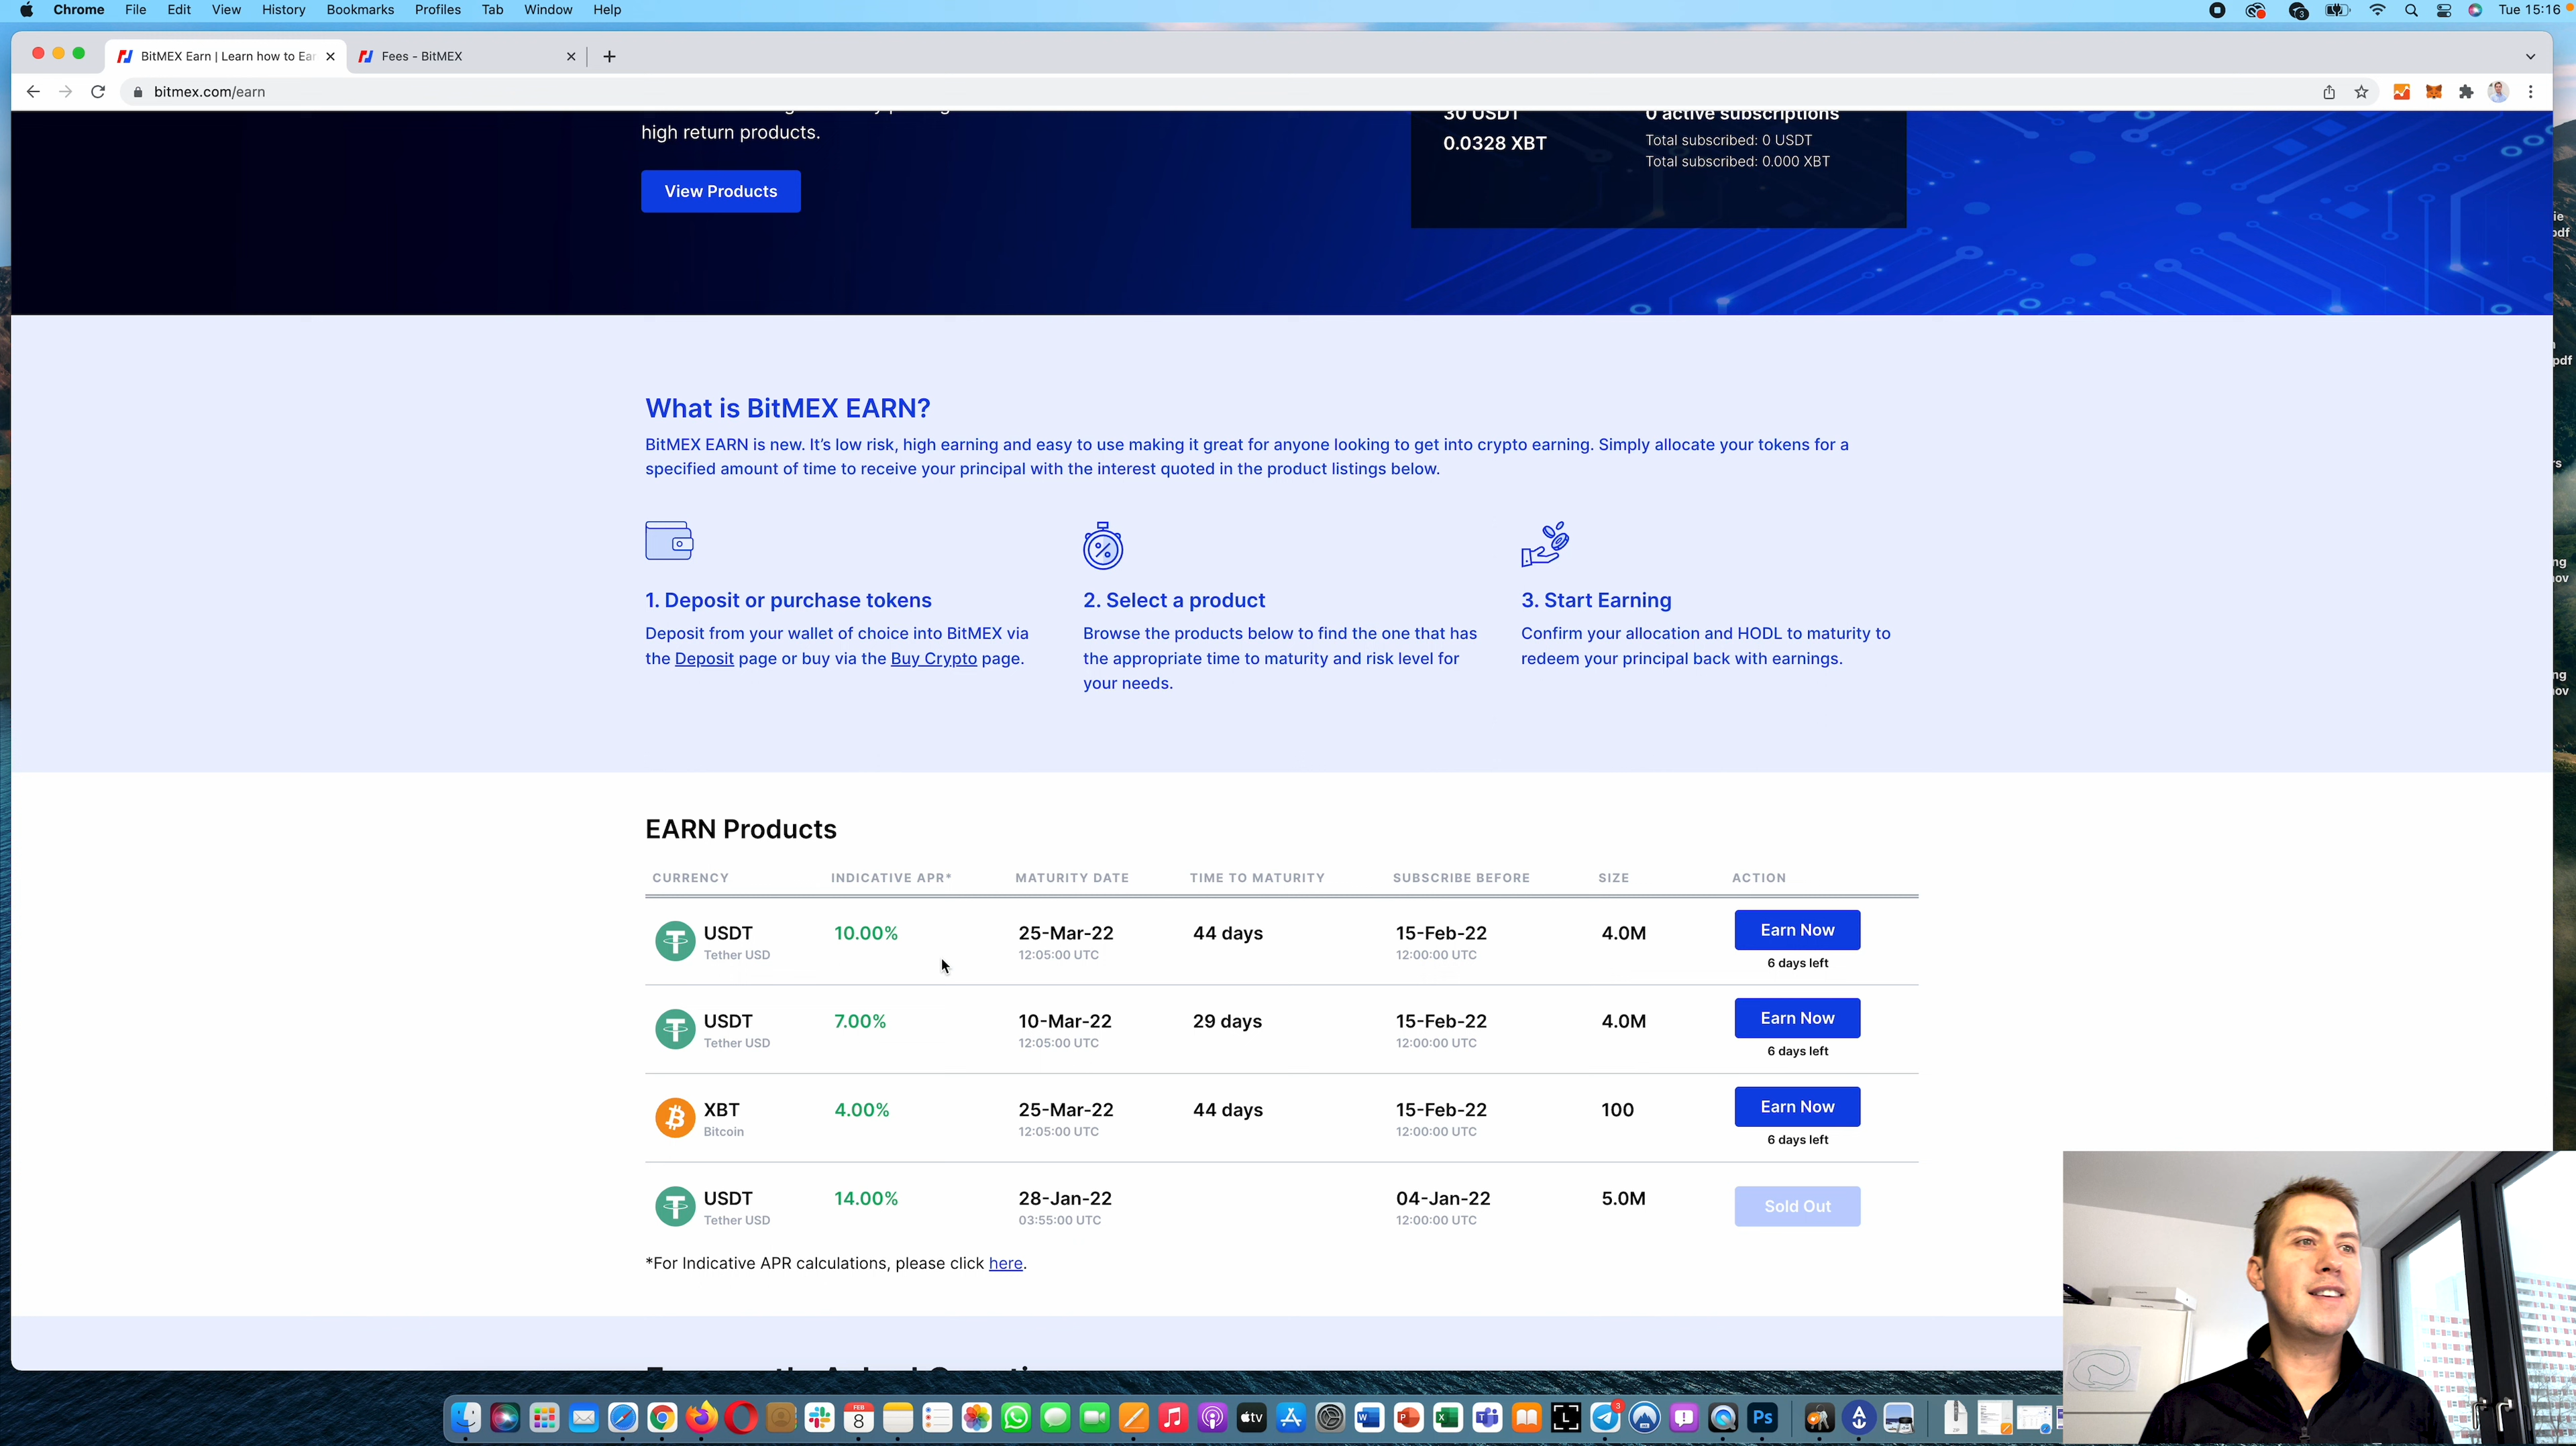 Chrome File Edit View History Bookmarks Profiles Tab Window Help
3
Tue 15:16
BitMEX Earn | Learn how to Ear
Fees - BitMEX
bitmex.com/earn
high return products.
View Products
30 USDT
0.0328 XBT
0 active subscriptions
Total subscribed: 0 USDT
Total subscribed: 0.000 XBT
What is BitMEX EARN?
BitMEX EARN is new. It's low risk, high earning and easy to use making it great for anyone looking to get into crypto earning. Simply allocate your tokens for a
specified amount of time to receive your principal with the interest quoted in the product listings below.
1. Deposit or purchase tokens
Deposit from your wallet of choice into BitMEX via
the Deposit page or buy via the Buy Crypto page.
2. Select a product
Browse the products below to find the one that has
the appropriate time to maturity and risk level for
your needs.
3. Start Earning
Confirm your allocation and HODL to maturity to
redeem your principal back with earnings.
EARN Products
CURRENCY INDICATIVE APR* MATURITY DATE TIME TO MATURITY SUBSCRIBE BEFORE SIZE ACTION
USDT 10.00% 25-Mar-22 44 days 15-Feb-22 4.0M Earn Now
Tether USD 12:05:00 UTC 12:00:00 UTC 6 days left
USDT 7.00% 10-Mar-22 29 days 15-Feb-22 4.0M Earn Now
Tether USD 12:05:00 UTC 12:00:00 UTC 6 days left
XBT 4.00% 25-Mar-22 44 days 15-Feb-22 100 Earn Now
Bitcoin 12:05:00 UTC 12:00:00 UTC 6 days left
USDT 14.00% 28-Jan-22 04-Jan-22 5.0M Sold Out
Tether USD 03:55:00 UTC 12:00:00 UTC
*For Indicative APR calculations, please click here.
FEB
8
tv
3
Ps